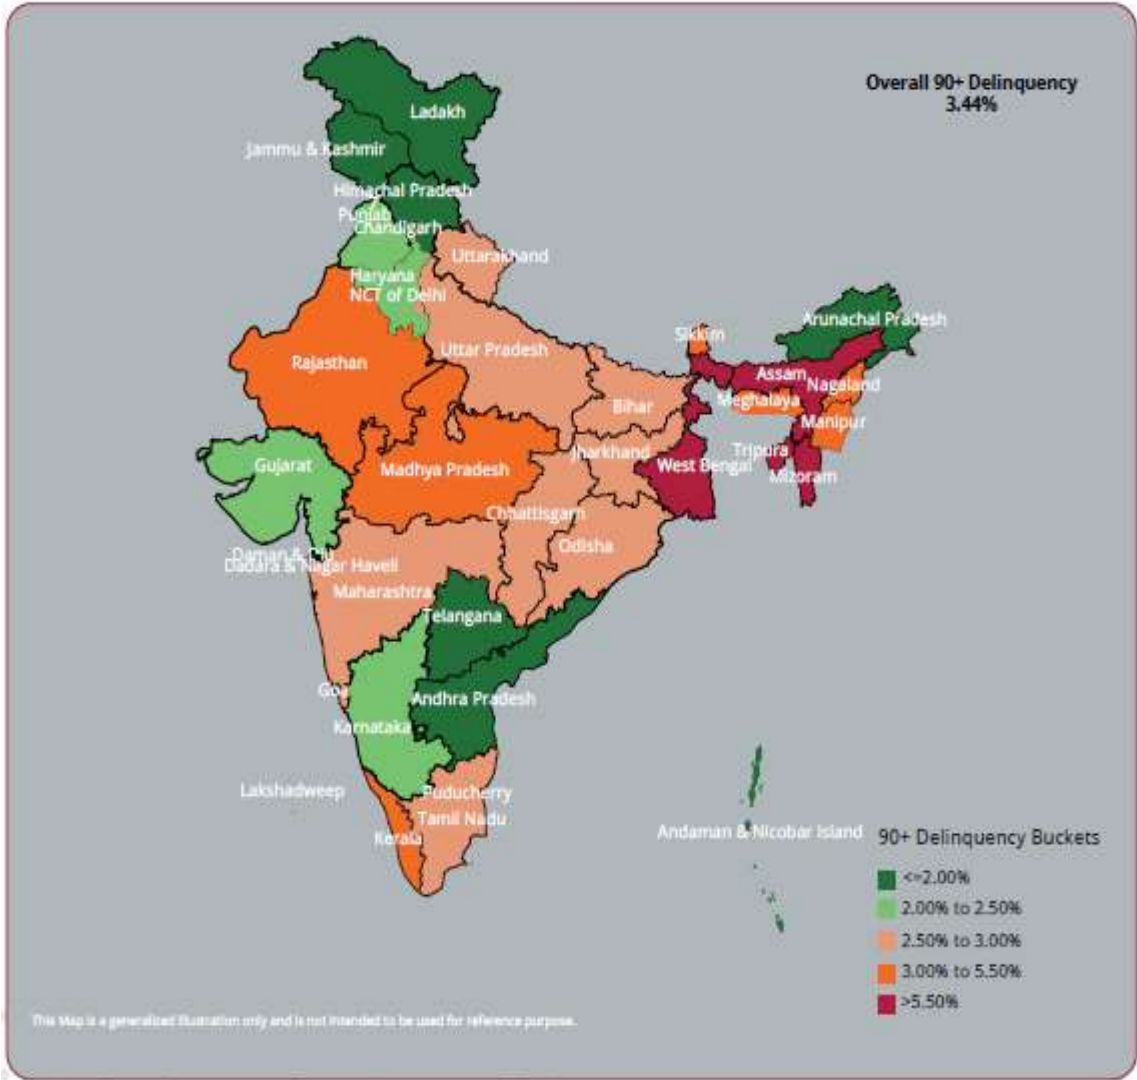 Overall 90+ Delinquency
3.44%
Ladakh
Jammu & Kashmir
Himachal Pradesh
Punjab
Chandigarh
Uttarakhand
Haryana
NCT of Delhi
Arunachal Pradesh
Sikkim
Uttar Pradesh
Rajasthan
Assam
Nagaland
Meghalaya
Bihar
Manipur
Jharkhand
Tripura
Gujarat
Madhya Pradesh
West Bengal
Mizoram
Chhattisgarh
Odisha
Daman & Diu
Dadara & Nagar Haveli
Maharashtra
Telangana
Goa
Andhra Pradesh
Karnataka
Lakshadweep
Puducherry
Tamil Nadu
Kerala
Andaman & Nicobar Island
90+ Delinquency Buckets
<=2.00%
2.00% to 2.50%
2.50% to 3.00%
3.00% to 5.50%
>5.50%
This Map is a generalized illustration only and is not intended to be used for reference purpose.